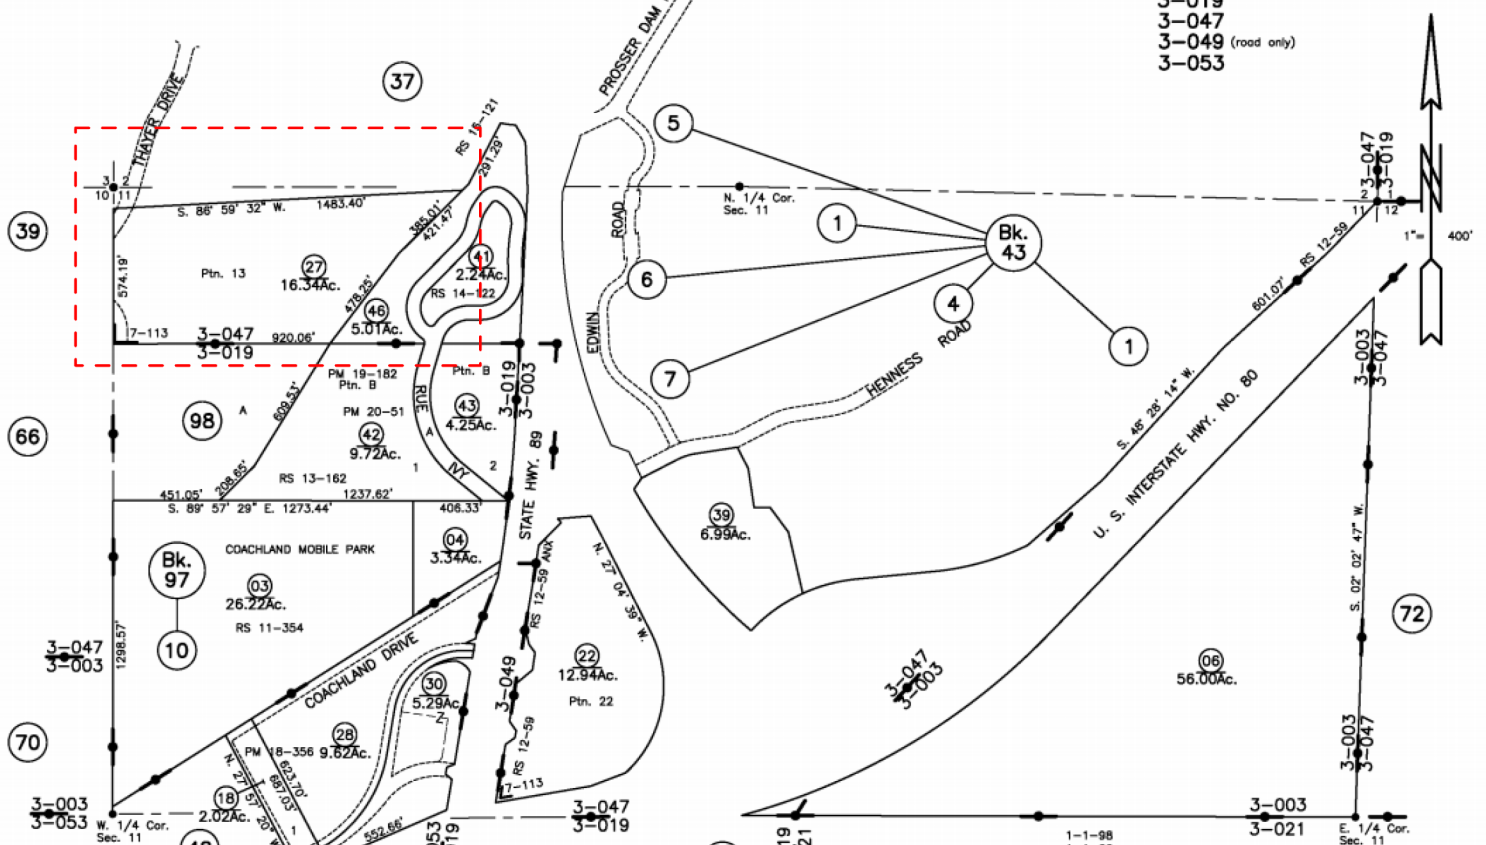 3-019
3-047
3-049 (road only)
3-053
37
PROSSER DAM
THAYER DRIVE
RS 15-121
291.29'
5
3-047
3-019
3 2
10 11
N. 1/4 Cor.
Sec. 11
2 1
11 12
S. 86° 59' 32" W. 1483.40'
385.01'
421.47'
39
ROAD
1
Bk.
43
RS 12-59
1"= 400'
574.19'
Ptn. 13
27
16.34Ac.
478.25'
41
2.24Ac.
RS 14-122
6
601.07'
46
5.01Ac.
4
EDWIN
HENNESS ROAD
1
7-113
3-047
3-019
920.06'
PM 19-182
Ptn. B
Ptn. B
3-019
3-003
7
3-003
3-047
66
98
A
609.53'
PM 20-51
42
9.72Ac.
1
RUE IVY
A
43
4.25Ac.
2
STATE HWY. 89
S. 48° 28' 14" W.
U. S. INTERSTATE HWY. NO. 80
208.65'
RS 13-162
451.05'
1237.62'
S. 89° 57' 29" E. 1273.44'
406.33'
39
6.99Ac.
COACHLAND MOBILE PARK
04
3.34Ac.
Bk.
97
03
26.22Ac.
RS 11-354
10
1298.57'
3-047
3-003
COACHLAND DRIVE
RS 12-59 ANX
N. 27° 04' 39" W.
S. 02° 02' 47" W.
72
22
12.94Ac.
Ptn. 22
3-047
3-003
06
56.00Ac.
30
5.29Ac.
Z
3-049
RS 12-59
70
28
PM 18-356 9.62Ac.
623.70'
687.03'
N. 27° 57' 20" W.
18
2.02Ac.
1
7-113
3-003
3-047
3-003
3-053
W. 1/4 Cor.
Sec. 11
552.66'
3-047
3-019
3-003
3-021
E. 1/4 Cor.
Sec. 11
1-1-98